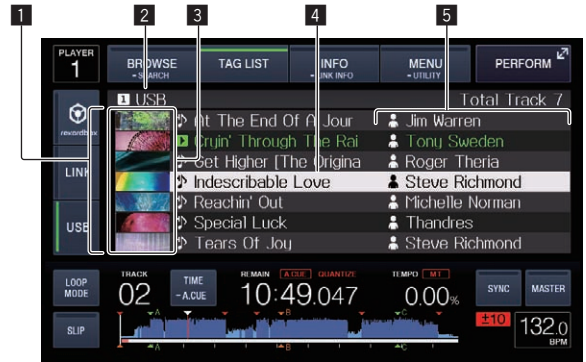 1 2 3 4 5
PLAYER 1
BROWSE - SEARCH
TAG LIST
INFO - LINK INFO
MENU - UTILITY
PERFORM
1 USB Total Track 7
rekordbox
LINK
USB
At The End Of A Jour Jim Warren
Cryin' Through The Rai Tony Sweden
Get Higher [The Origina Roger Theria
Indescribable Love Steve Richmond
Reachin' Out Michelle Norman
Special Luck Thandres
Tears Of Joy Steve Richmond
LOOP MODE
TRACK 02
TIME - A.CUE
REMAIN A.CUE QUANTIZE
10:49.047
TEMPO MT
0.00%
SYNC
MASTER
SLIP
A B C
A B C
±10
132.0 BPM